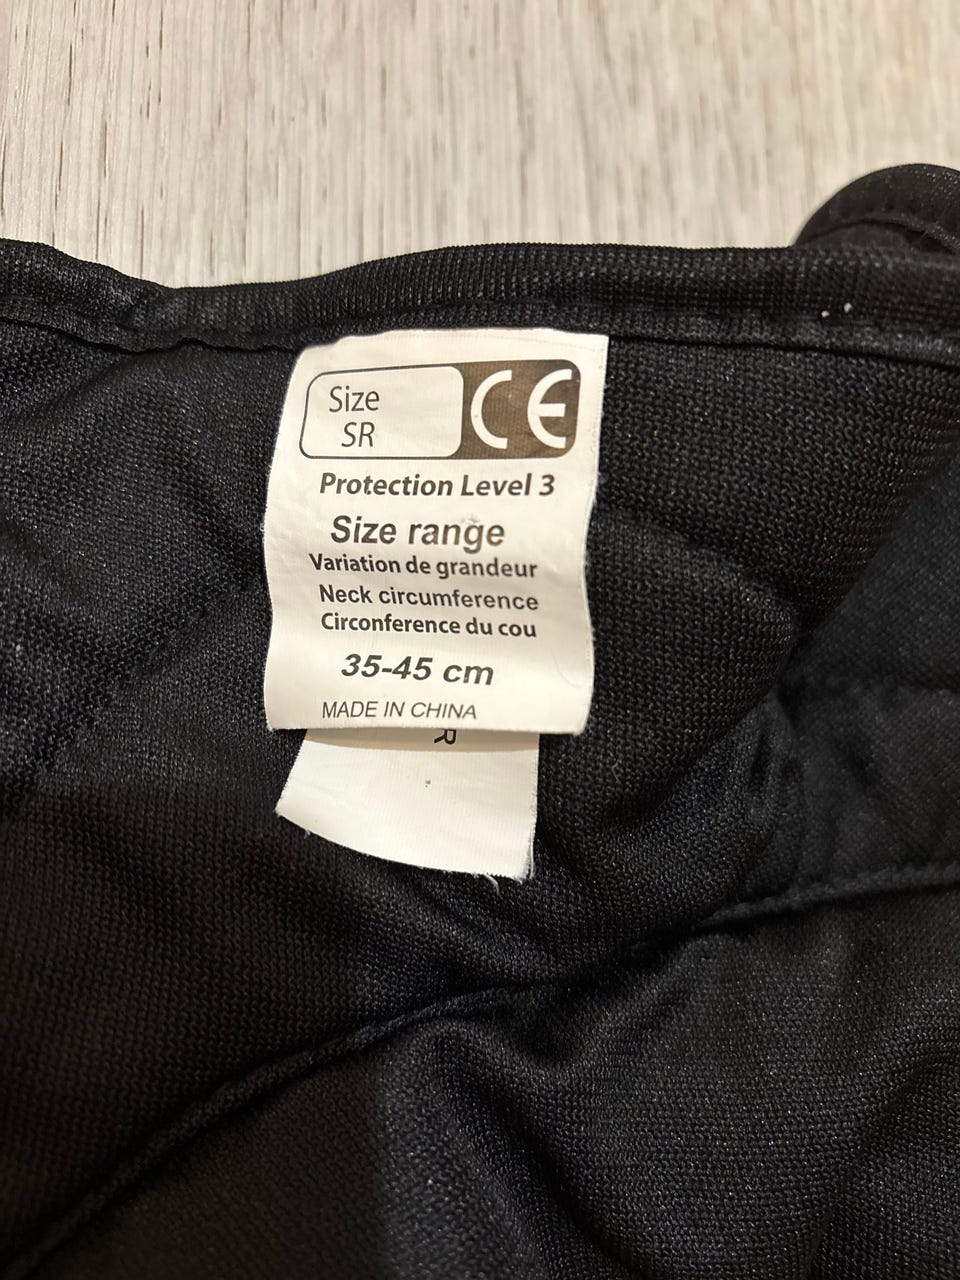 Size
SR
CE
Protection Level 3
Size range
Variation de grandeur
Neck circumference
Circonference du cou
35-45 cm
MADE IN CHINA
R